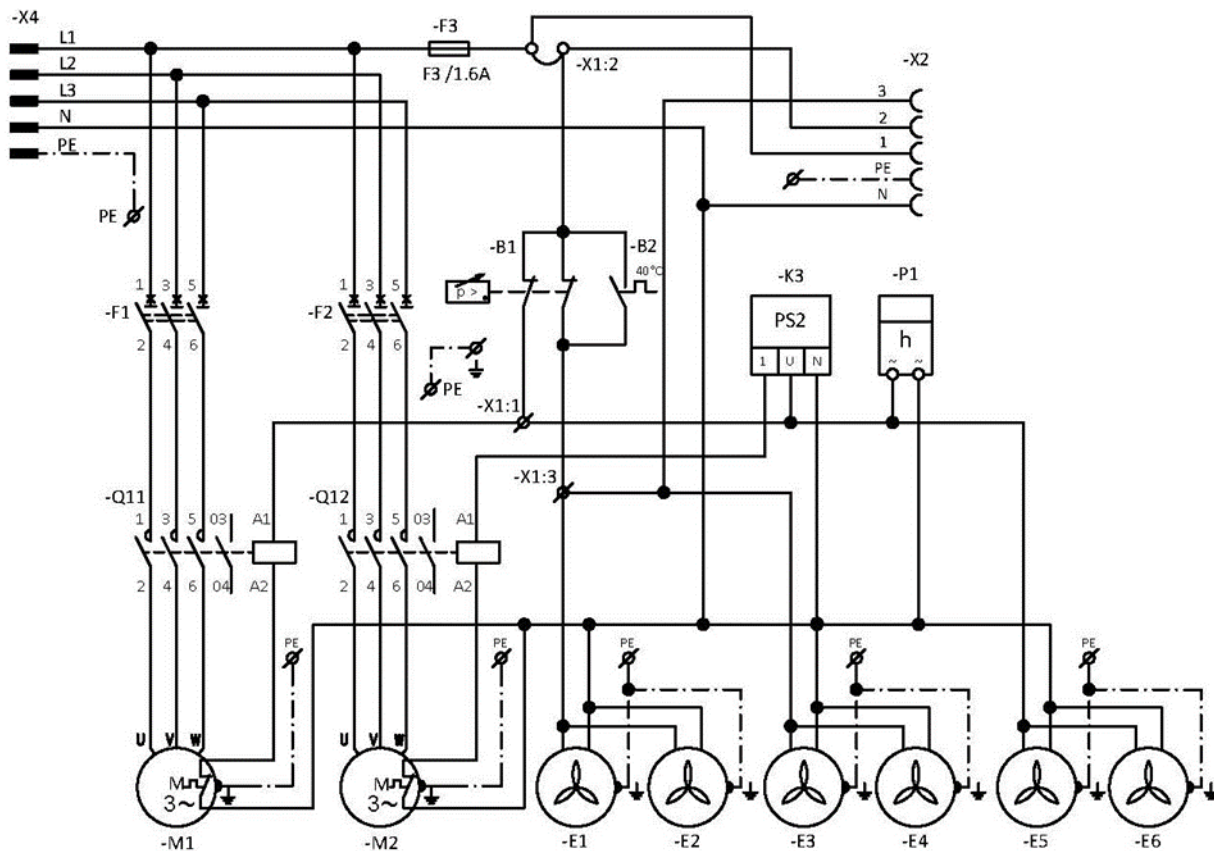 -X4
L1
L2
L3
N
PE
PE
-F3
F3 /1.6A
-X1:2
-X2
3
2
1
PE
N
-B1
-B2
40°C
p >
-K3
PS2
1 U N
-P1
h
~ ~
-F1
1 3 5
2 4 6
-F2
1 3 5
2 4 6
PE
-X1:1
-X1:3
-Q11
1 3 5 03 A1
2 4 6 04 A2
-Q12
1 3 5 03 A1
2 4 6 04 A2
PE
PE
PE
PE
PE
U V W
U V W
M
3~
M
3~
-M1
-M2
-E1
-E2
-E3
-E4
-E5
-E6